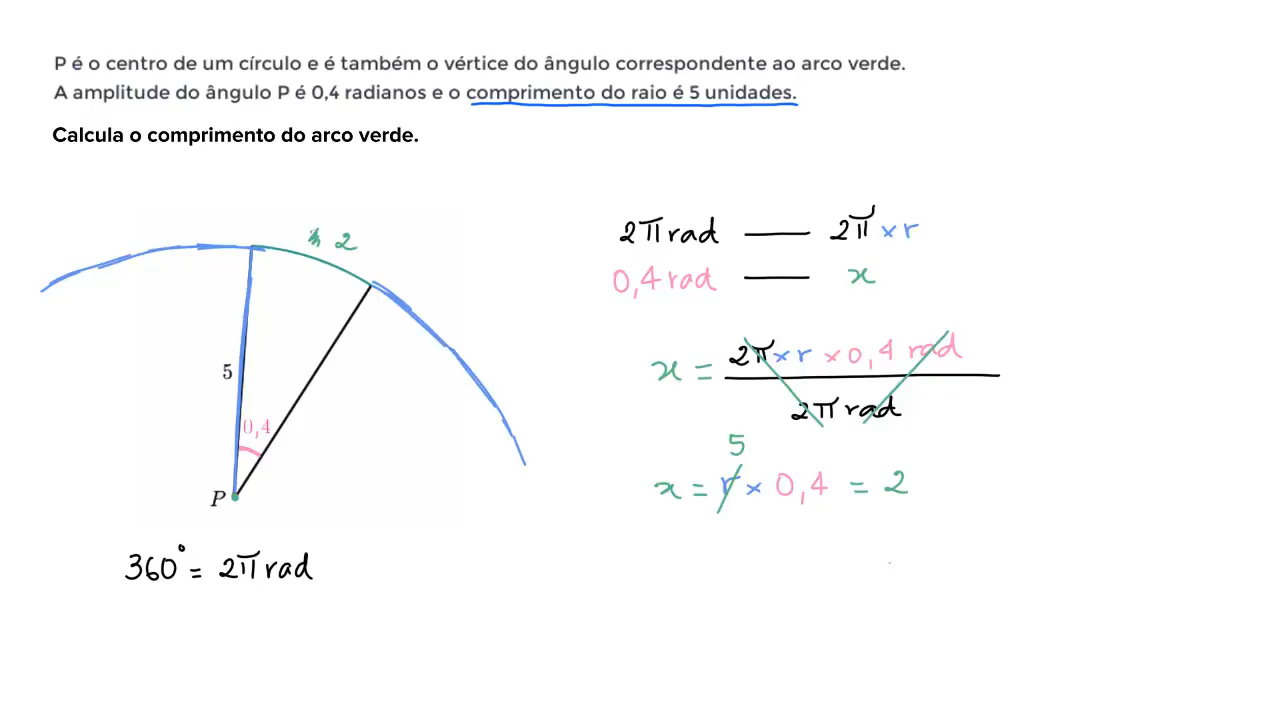 P é o centro de um círculo e é também o vértice do ângulo correspondente ao arco verde.
A amplitude do ângulo P é 0,4 radianos e o comprimento do raio é 5 unidades.
Calcula o comprimento do arco verde.
2
5
0,4
P
360° = 2π rad
2π rad — 2π × r
0,4 rad — x
x = 2π × r × 0,4 rad
2π rad
5
x = r × 0,4 = 2